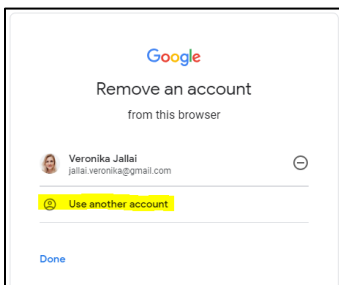 Google
Remove an account
from this browser
Veronika Jallai
jallai.veronika@gmail.com
Use another account
Done